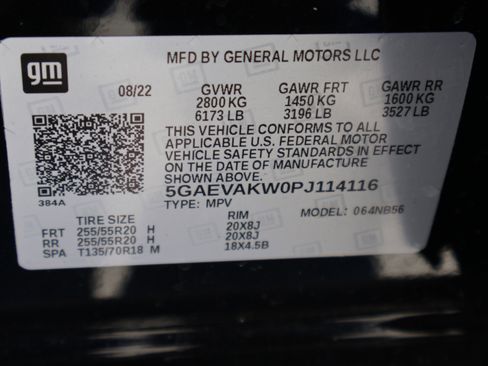 gm
MFD BY GENERAL MOTORS LLC
08/22 GVWR GAWR FRT GAWR RR
2800 KG 1450 KG 1600 KG
6173 LB 3196 LB 3527 LB
THIS VEHICLE CONFORMS TO ALL
APPLICABLE U.S. FEDERAL MOTOR
VEHICLE SAFETY STANDARDS IN EFFECT
ON THE DATE OF MANUFACTURE
SHOWN ABOVE.
384A
5GAEVAKW0PJ114116
TYPE: MPV MODEL: 064NB56
TIRE SIZE RIM
FRT 255/55R20 H 20X8J
RR 255/55R20 H 20X8J
SPA T135/70R18 M 18X4.5B